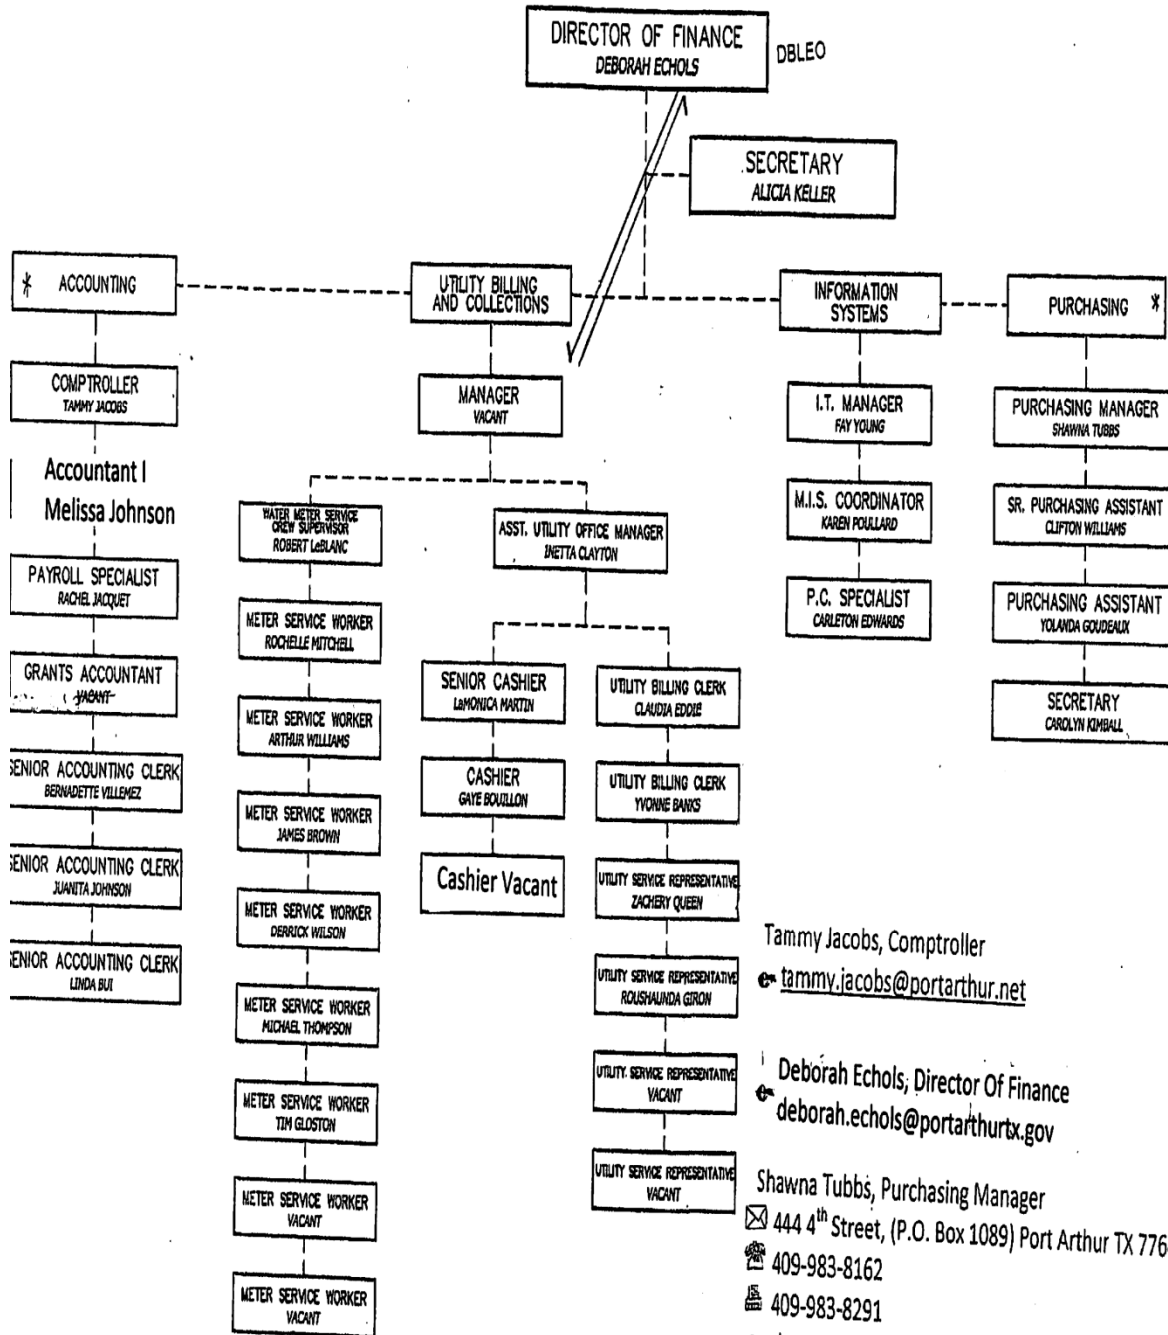 DIRECTOR OF FINANCE
DEBORAH ECHOLS
DBLEO
SECRETARY
ALICIA KELLER
* ACCOUNTING
UTILITY BILLING
AND COLLECTIONS
INFORMATION
SYSTEMS
PURCHASING *
COMPTROLLER
TAMMY JACOBS
MANAGER
VACANT
I.T. MANAGER
FAY YOUNG
PURCHASING MANAGER
SHAWNA TUBBS
Accountant I
Melissa Johnson
WATER METER SERVICE
CREW SUPERVISOR
ROBERT LeBLANC
ASST. UTILITY OFFICE MANAGER
INETTA CLAYTON
M.I.S. COORDINATOR
KAREN POULLARD
SR. PURCHASING ASSISTANT
CLIFTON WILLIAMS
PAYROLL SPECIALIST
RACHEL JACQUET
METER SERVICE WORKER
ROCHELLE MITCHELL
P.C. SPECIALIST
CARLETON EDWARDS
PURCHASING ASSISTANT
YOLANDA GOUDEAUX
GRANTS ACCOUNTANT
VACANT
METER SERVICE WORKER
ARTHUR WILLIAMS
SENIOR CASHIER
LaMONICA MARTIN
UTILITY BILLING CLERK
CLAUDIA EDDIE
SECRETARY
CAROLYN KIMBALL
SENIOR ACCOUNTING CLERK
BERNADETTE VILLEMEZ
METER SERVICE WORKER
JAMES BROWN
CASHIER
GAYE BOUILLON
UTILITY BILLING CLERK
YVONNE BANKS
SENIOR ACCOUNTING CLERK
JUANITA JOHNSON
METER SERVICE WORKER
DERRICK WILSON
Cashier Vacant
UTILITY SERVICE REPRESENTATIVE
ZACHERY QUEEN
SENIOR ACCOUNTING CLERK
LINDA BUI
METER SERVICE WORKER
MICHAEL THOMPSON
UTILITY SERVICE REPRESENTATIVE
ROUSHAUNDA GIRON
METER SERVICE WORKER
TIM GLOSTON
UTILITY SERVICE REPRESENTATIVE
VACANT
METER SERVICE WORKER
VACANT
UTILITY SERVICE REPRESENTATIVE
VACANT
METER SERVICE WORKER
VACANT
Tammy Jacobs, Comptroller
tammy.jacobs@portarthur.net
Deborah Echols, Director Of Finance
deborah.echols@portarthurtx.gov
Shawna Tubbs, Purchasing Manager
444 4th Street, (P.O. Box 1089) Port Arthur TX 776
409-983-8162
409-983-8291